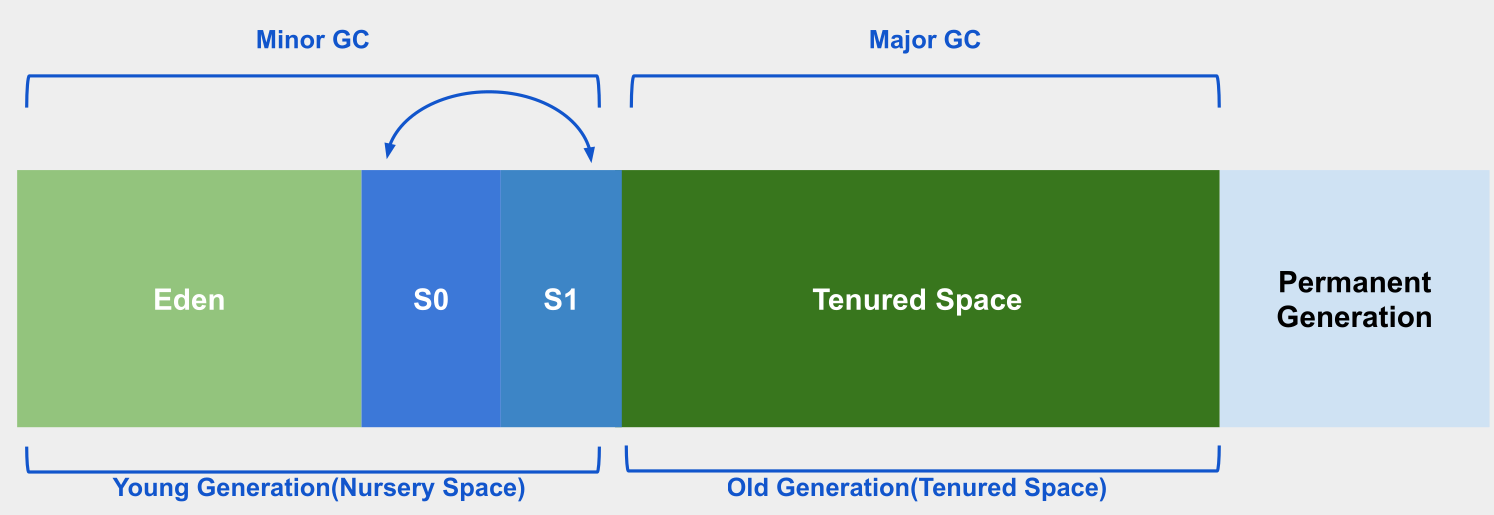 Minor GC
Major GC
Eden
S0
S1
Tenured Space
Permanent
Generation
Young Generation(Nursery Space)
Old Generation(Tenured Space)